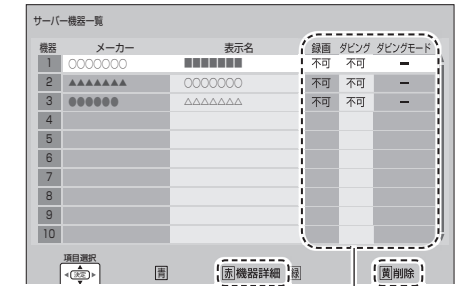 サーバー機器一覧
機器 メーカー 表示名 録画 ダビング ダビングモード
1 ○○○○○○○ ■■■■■■■ 不可 不可 −
2 ▲▲▲▲▲▲▲ ○○○○○○○ 不可 不可 −
3 ●●●●●● △△△△△△△ 不可 不可 −
4
5
6
7
8
9
10
項目選択
決定 青 赤 機器詳細 緑 黄 削除